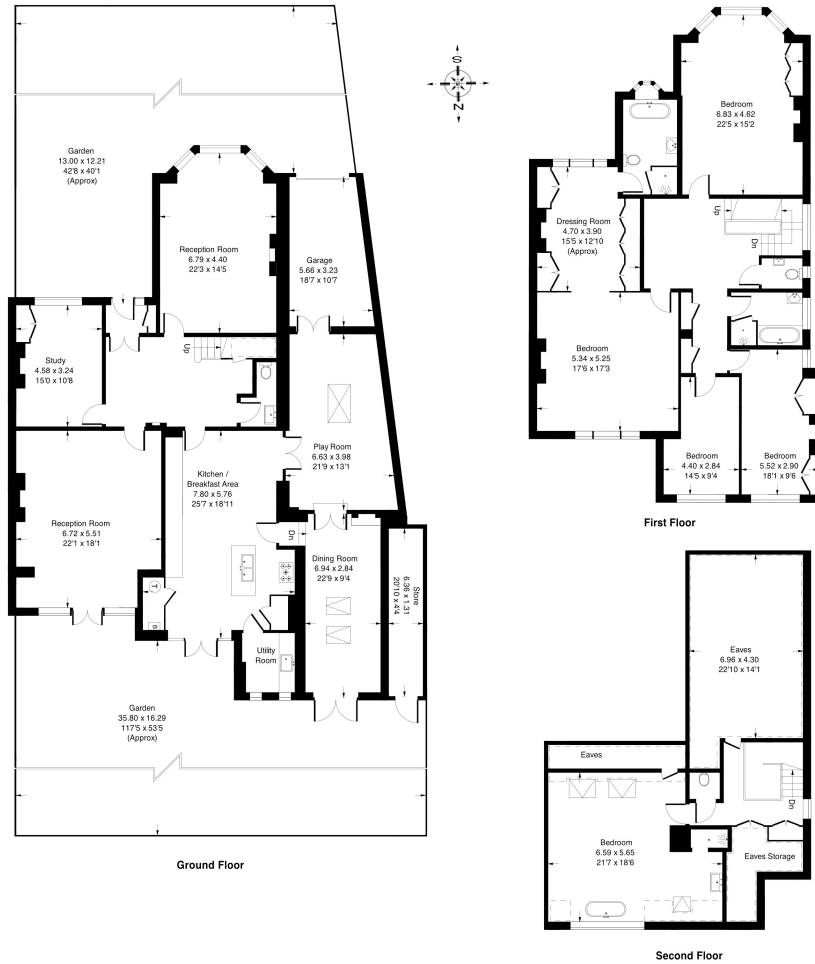 S
N
Garden
13.00 x 12.21
42'8 x 40'1
(Approx)
Reception Room
6.79 x 4.40
22'3 x 14'5
Garage
5.66 x 3.23
18'7 x 10'7
Study
4.58 x 3.24
15'0 x 10'8
Up
Play Room
6.63 x 3.98
21'9 x 13'1
Kitchen /
Breakfast Area
7.80 x 5.76
25'7 x 18'11
Reception Room
6.72 x 5.51
22'1 x 18'1
Dn
Dining Room
6.94 x 2.84
22'9 x 9'4
Store
6.36 x 1.31
20'10 x 4'4
T
B
Utility
Room
Garden
35.80 x 16.29
117'5 x 53'5
(Approx)
Ground Floor
Bedroom
6.83 x 4.62
22'5 x 15'2
Dressing Room
4.70 x 3.90
15'5 x 12'10
(Approx)
Up
Dn
Bedroom
5.34 x 5.25
17'6 x 17'3
Bedroom
4.40 x 2.84
14'5 x 9'4
Bedroom
5.52 x 2.90
18'1 x 9'6
First Floor
Eaves
6.96 x 4.30
22'10 x 14'1
Eaves
Dn
Bedroom
6.59 x 5.65
21'7 x 18'6
Eaves Storage
Second Floor